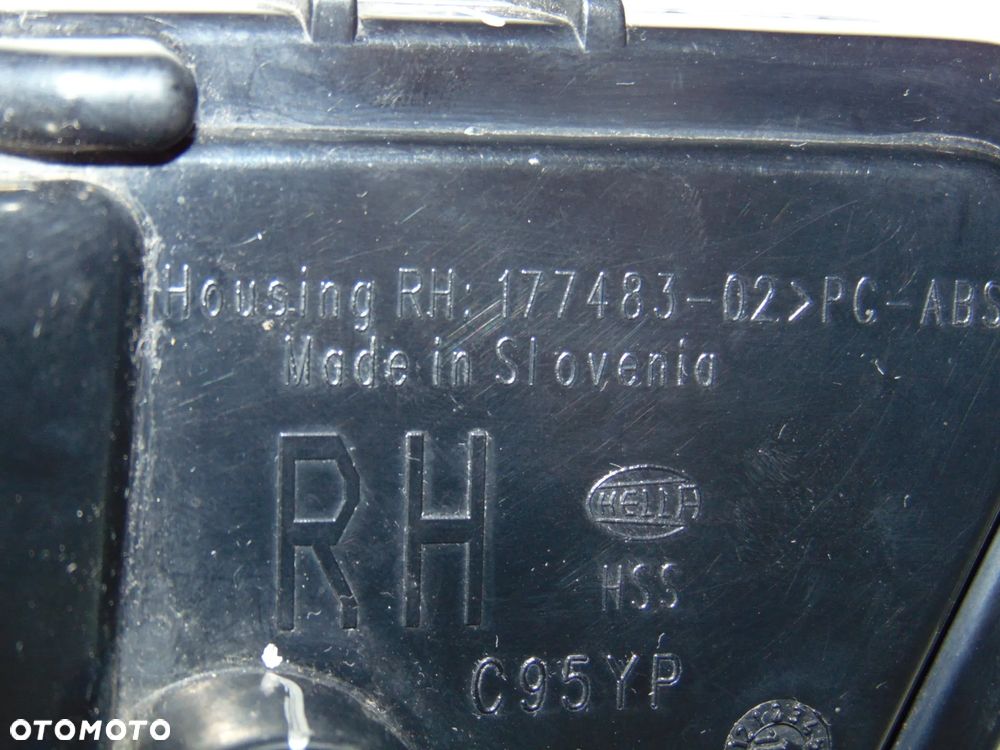 Housing RH: 177483-02>PC-ABS
Made in Slovenia
RH
HELLA
HSS
C95YP
OTOMOTO